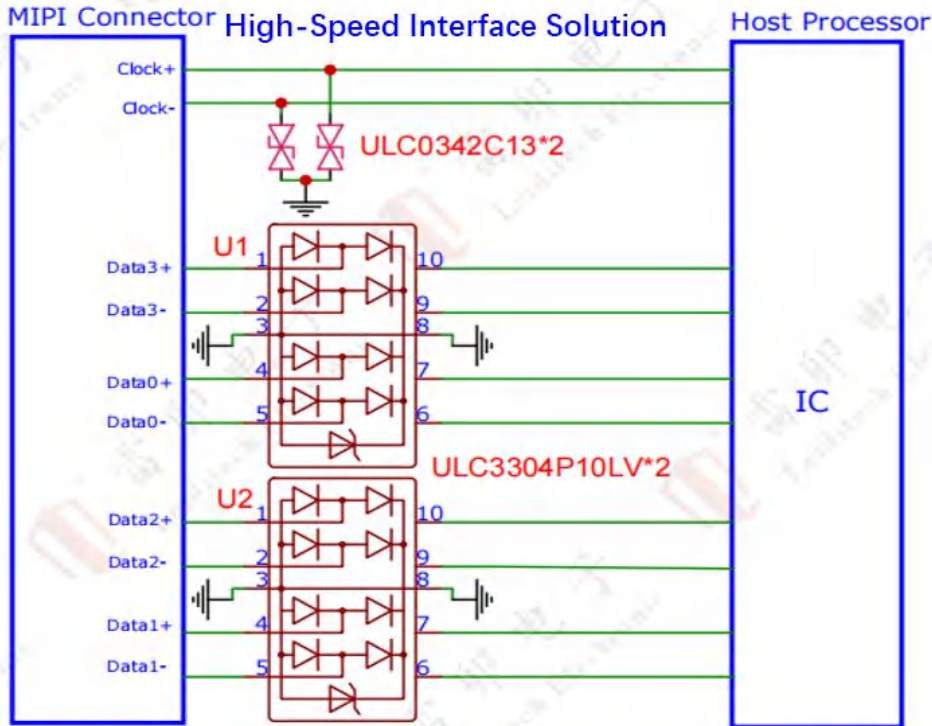 MIPI Connector
High-Speed Interface Solution
Host Processor
Clock+
Clock-
ULC0342C13*2
U1
Data3+ 1 10
Data3- 2 9
3 8
Data0+ 4 7
Data0- 5 6
IC
ULC3304P10LV*2
U2
Data2+ 1 10
Data2- 2 9
3 8
Data1+ 4 7
Data1- 5 6